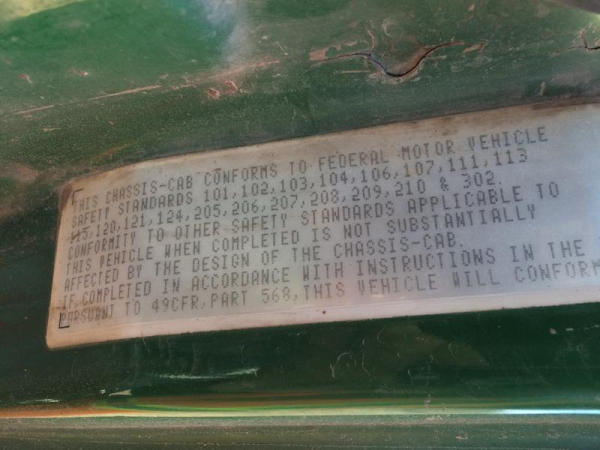 THIS CHASSIS-CAB CONFORMS TO FEDERAL MOTOR VEHICLE
SAFETY STANDARDS 101,102,103,104,106,107,111,113
115,120,121,124,205,206,207,208,209,210 & 302.
CONFORMITY TO OTHER SAFETY STANDARDS APPLICABLE TO
THIS VEHICLE WHEN COMPLETED IS NOT SUBSTANTIALLY
AFFECTED BY THE DESIGN OF THE CHASSIS-CAB.
IF COMPLETED IN ACCORDANCE WITH INSTRUCTIONS IN THE
PURSUANT TO 49CFR,PART 568,THIS VEHICLE WILL CONFORM